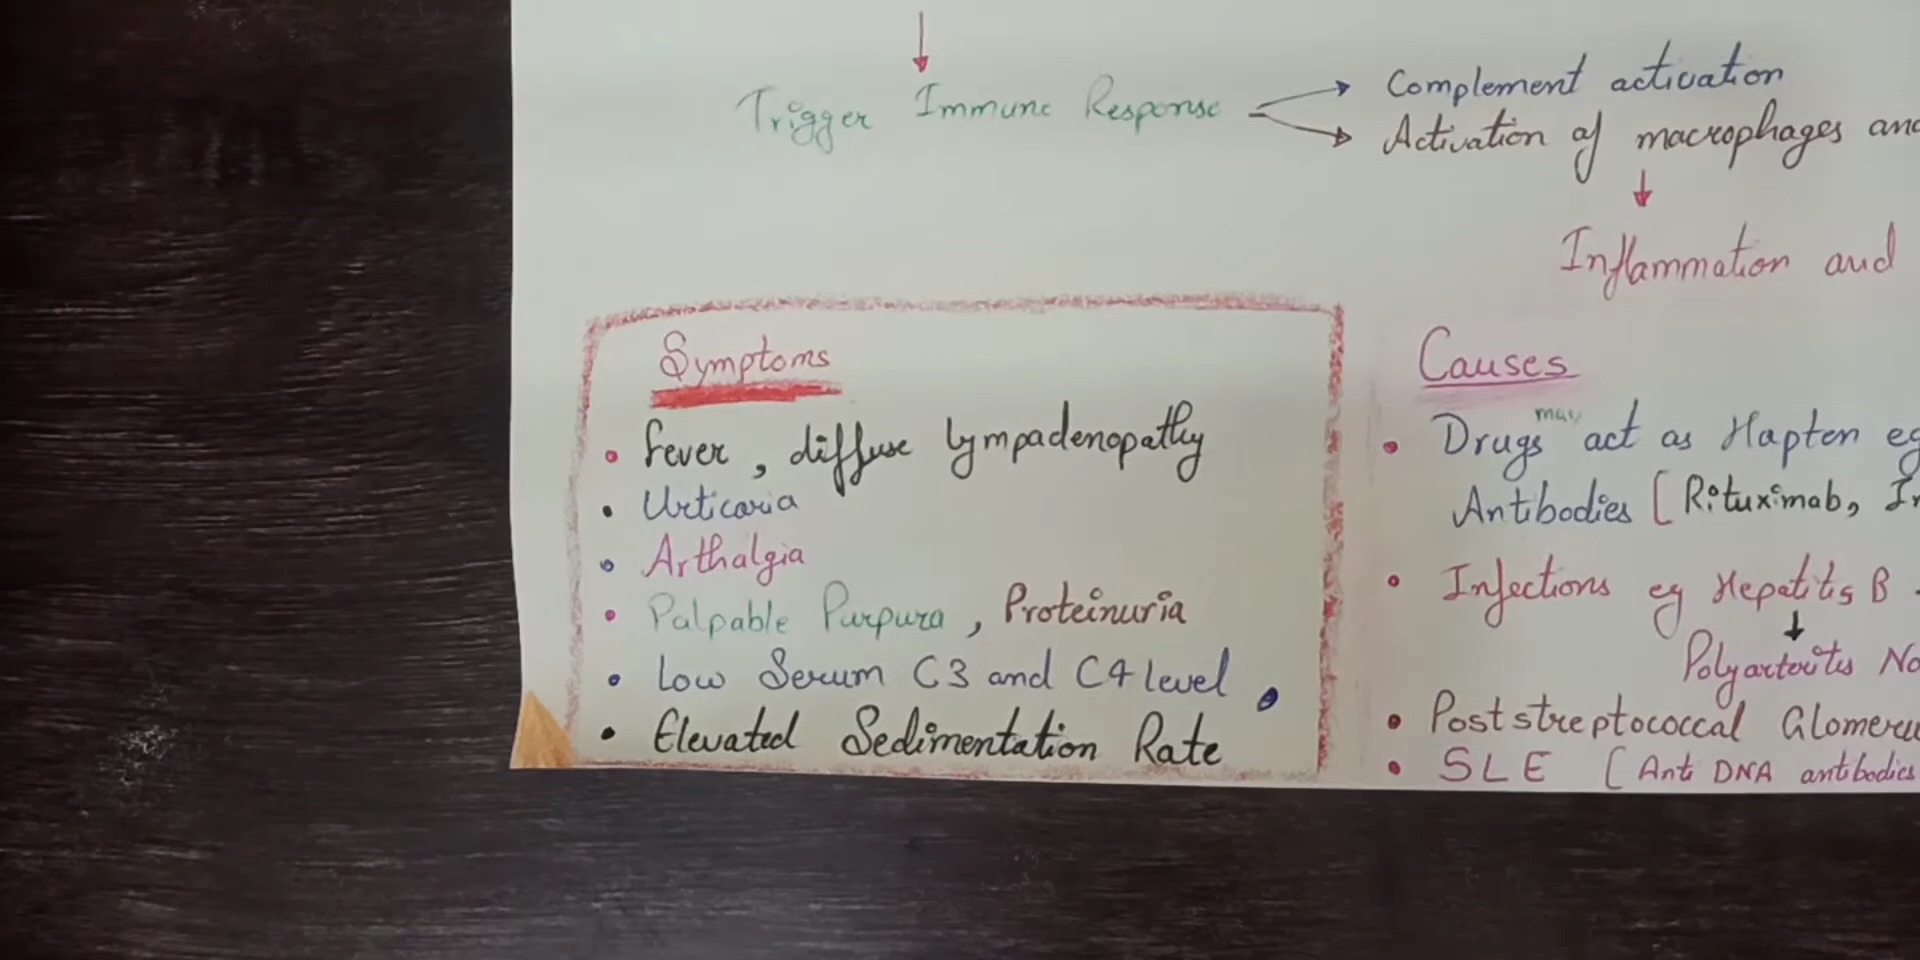 Trigger Immune Response
Complement activation
Activation of macrophages and
Inflammation and
Symptoms
• Fever, diffuse lympadenopathy
• Urticaria
• Arthalgia
• Palpable Purpura, Proteinuria
• Low Serum C3 and C4 level
• Elevated Sedimentation Rate
Causes
may
• Drugs act as Hapten eg
Antibodies [Rituximab,
• Infections eg Hepatitis B
Polyarteritis
• Poststreptococcal
• SLE [Anti DNA antibodies